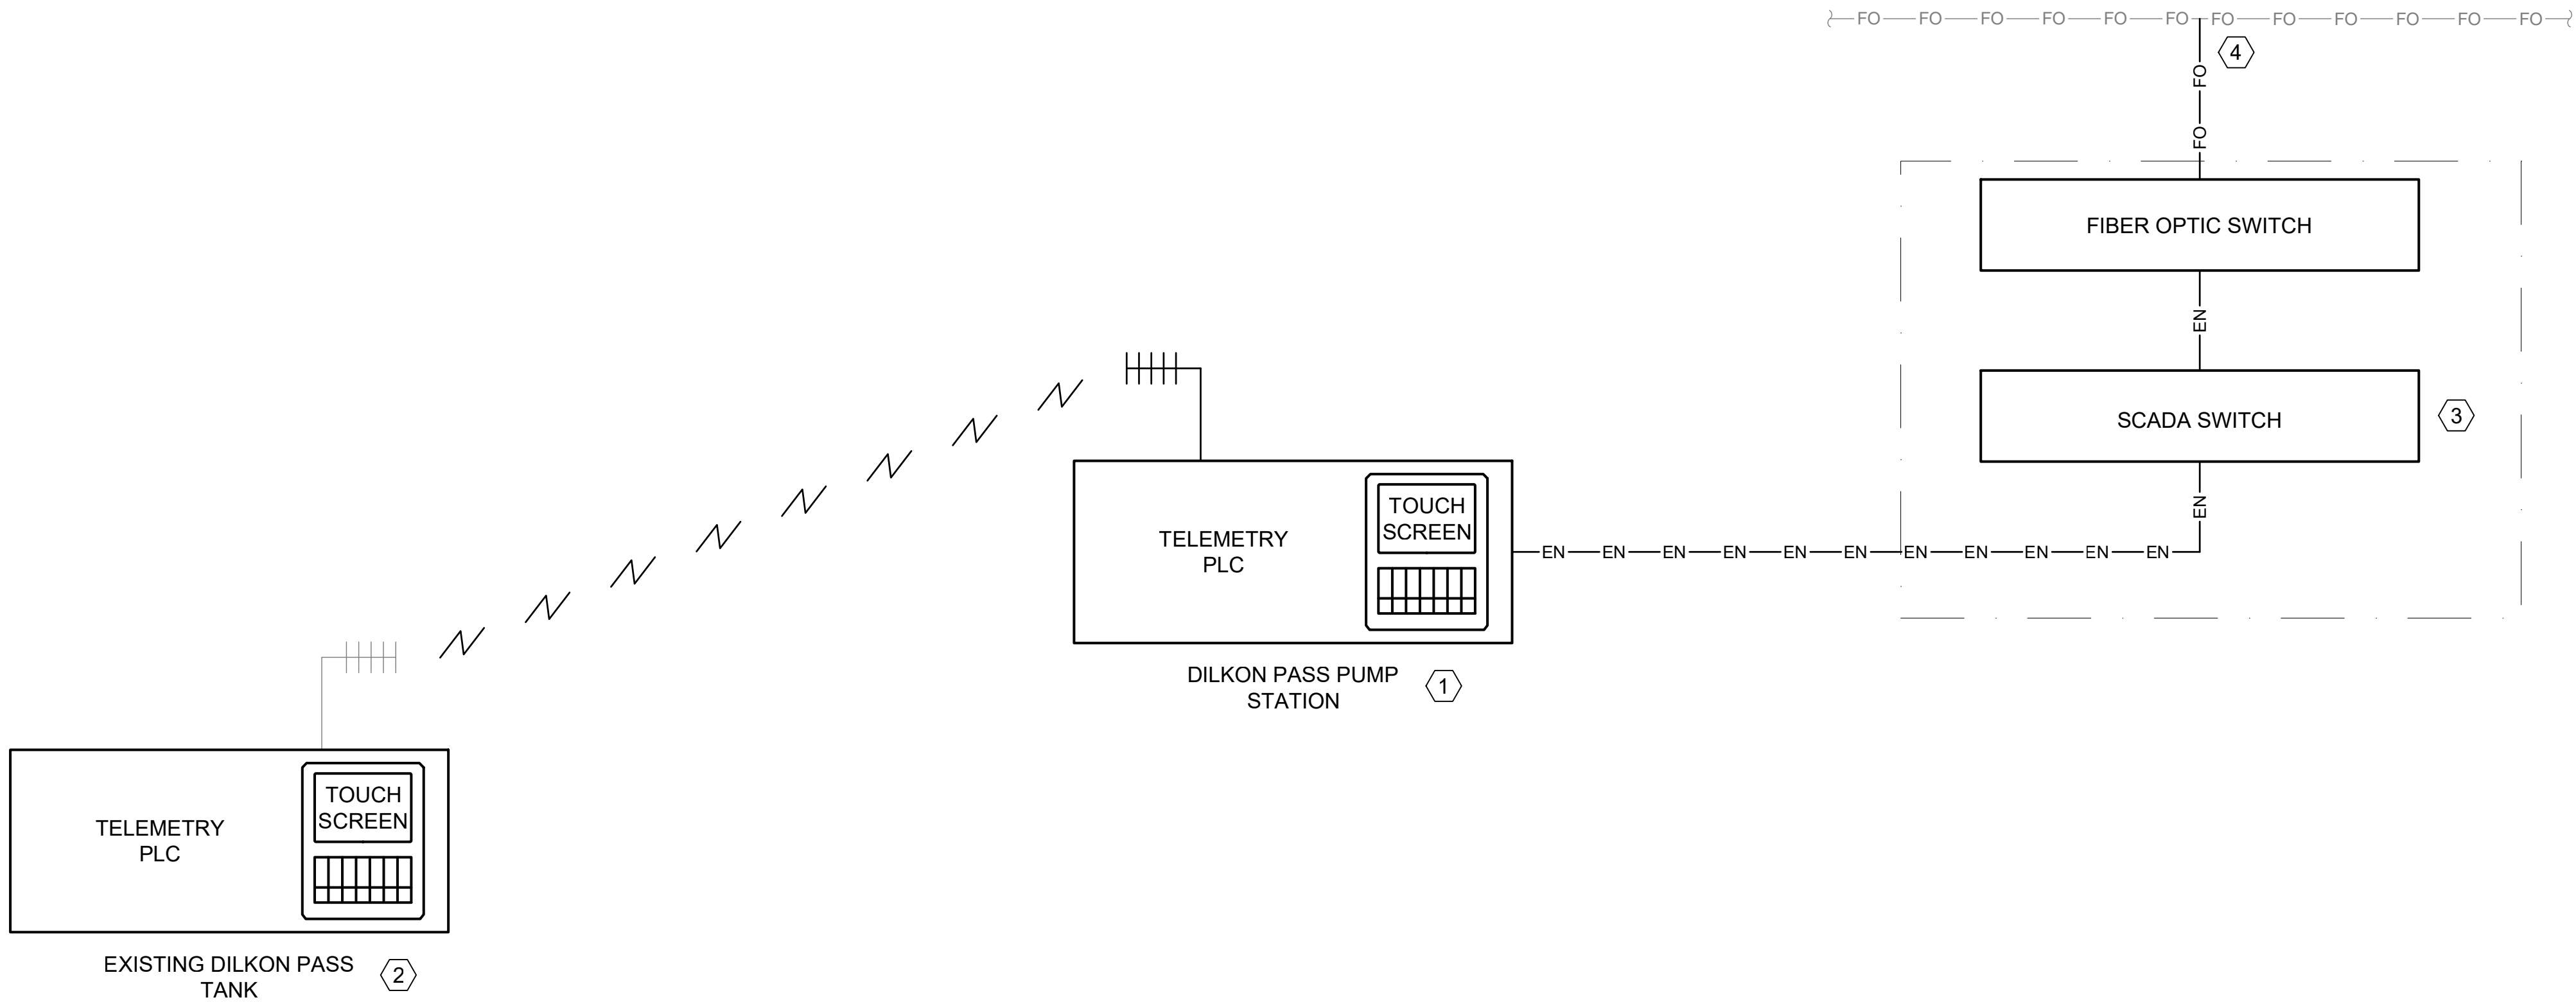 FO FO FO FO FO FO FO FO FO FO FO FO
4
FO
FO
FIBER OPTIC SWITCH
EN
SCADA SWITCH
3
EN
TOUCH
SCREEN
TELEMETRY
PLC
EN EN EN EN EN EN EN EN EN EN EN
DILKON PASS PUMP
STATION
1
TOUCH
SCREEN
TELEMETRY
PLC
EXISTING DILKON PASS
TANK
2